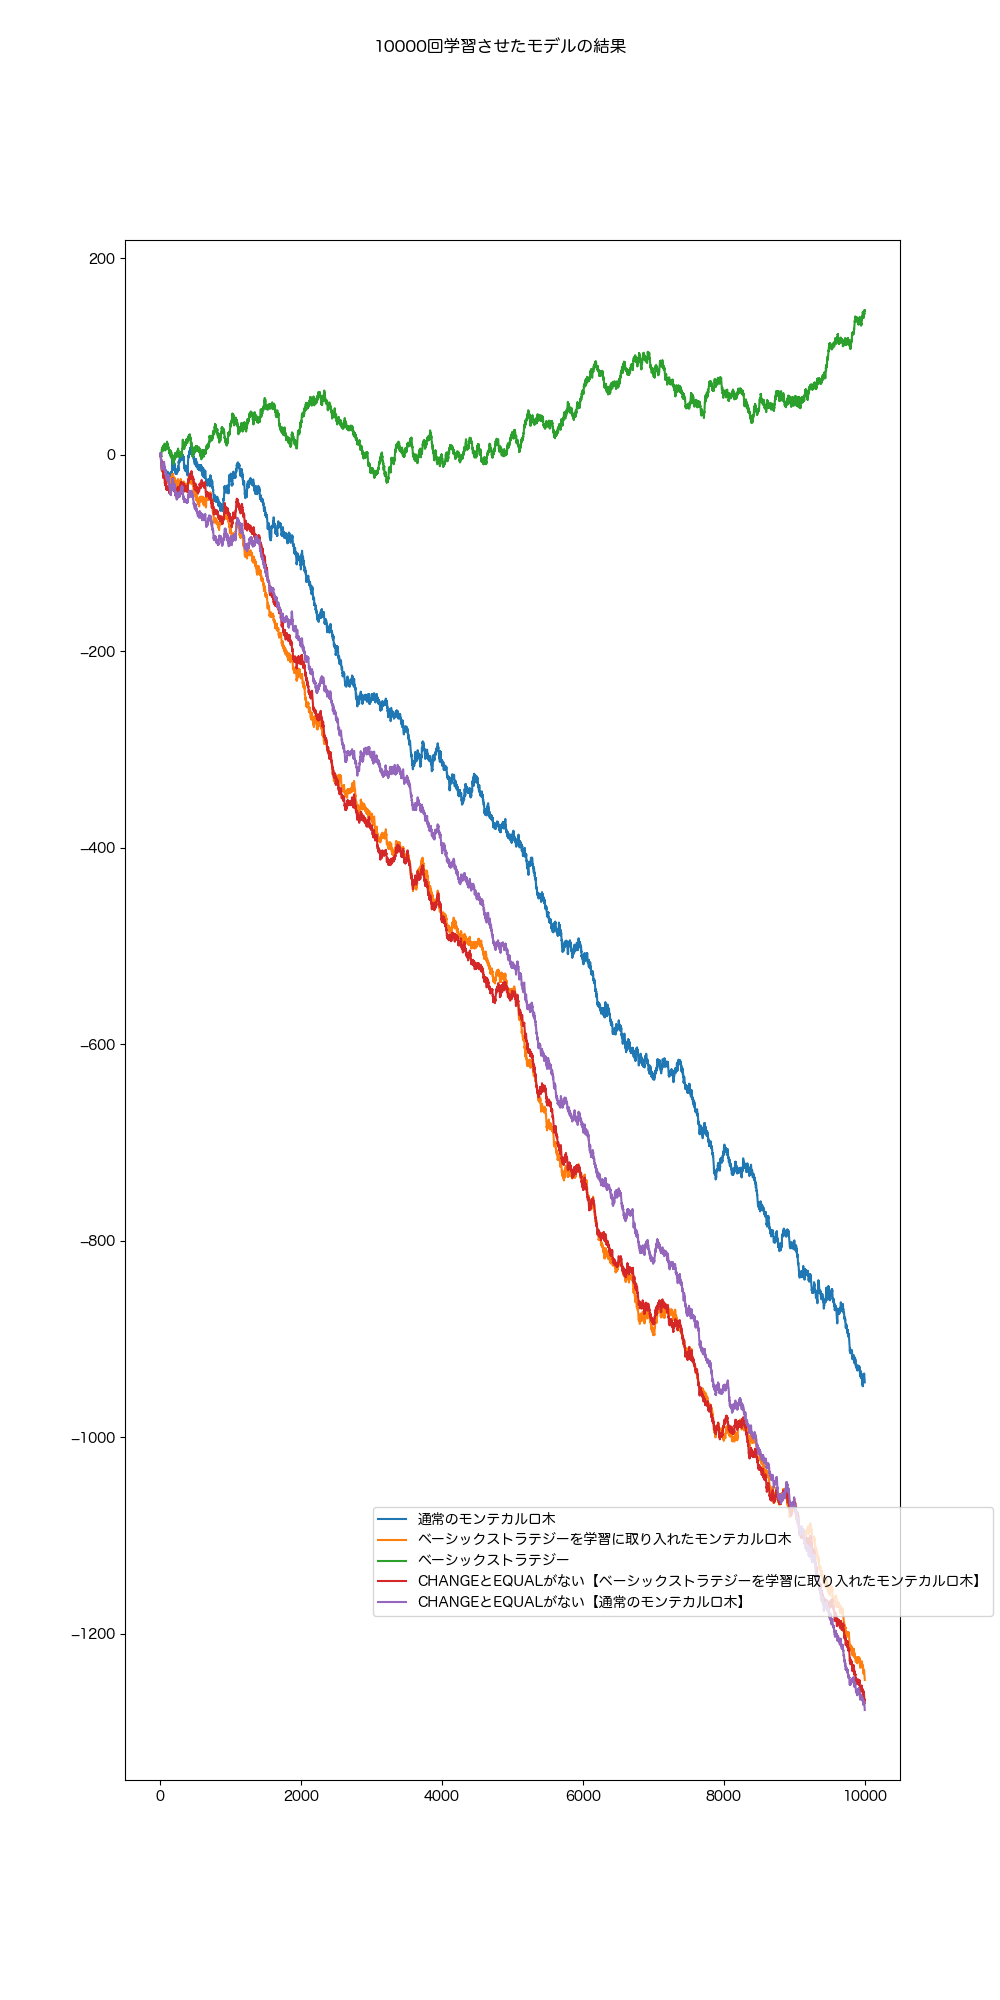 10000回学習させたモデルの結果
200
0
−200
−400
−600
−800
−1000
−1200
通常のモンテカルロ木
ベーシックストラテジーを学習に取り入れたモンテカルロ木
ベーシックストラテジー
CHANGEとEQUALがない【ベーシックストラテジーを学習に取り入れたモンテカルロ木】
CHANGEとEQUALがない【通常のモンテカルロ木】
0 2000 4000 6000 8000 10000